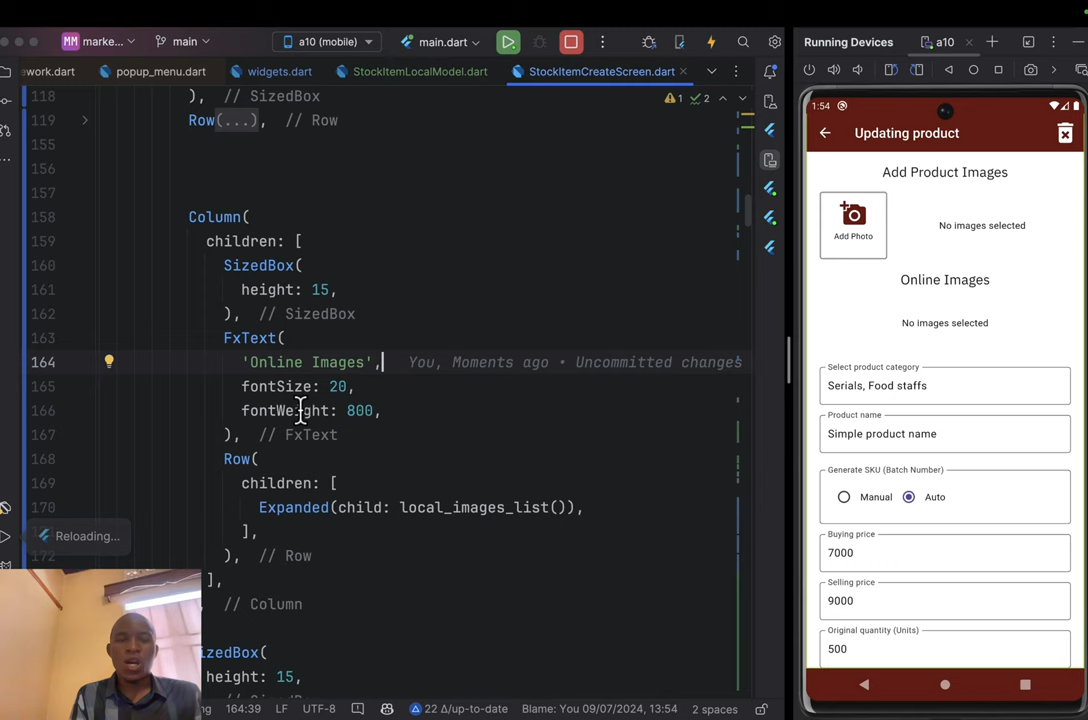 MM marke... main a10 (mobile) main.dart
ework.dart popup_menu.dart widgets.dart StockItemLocalModel.dart StockItemCreateScreen.dart
118 ), // SizedBox 1 2
119 Row(...), // Row
155
156
157
158 Column(
159 children: [
160 SizedBox(
161 height: 15,
162 ), // SizedBox
163 FxText(
164 'Online Images', You, Moments ago • Uncommitted changes
165 fontSize: 20,
166 fontWeight: 800,
167 ), // FxText
168 Row(
169 children: [
170 Expanded(child: local_images_list()),
],
Reloading...
172 ), // Row
],
// Column
izedBox(
height: 15,
164:39 LF UTF-8 22 Δ/up-to-date Blame: You 09/07/2024, 13:54 2 spaces
Running Devices a10
1:54
Updating product
Add Product Images
Add Photo
No images selected
Online Images
No images selected
Select product category
Serials, Food staffs
Product name
Simple product name
Generate SKU (Batch Number)
Manual Auto
Buying price
7000
Selling price
9000
Original quantity (Units)
500